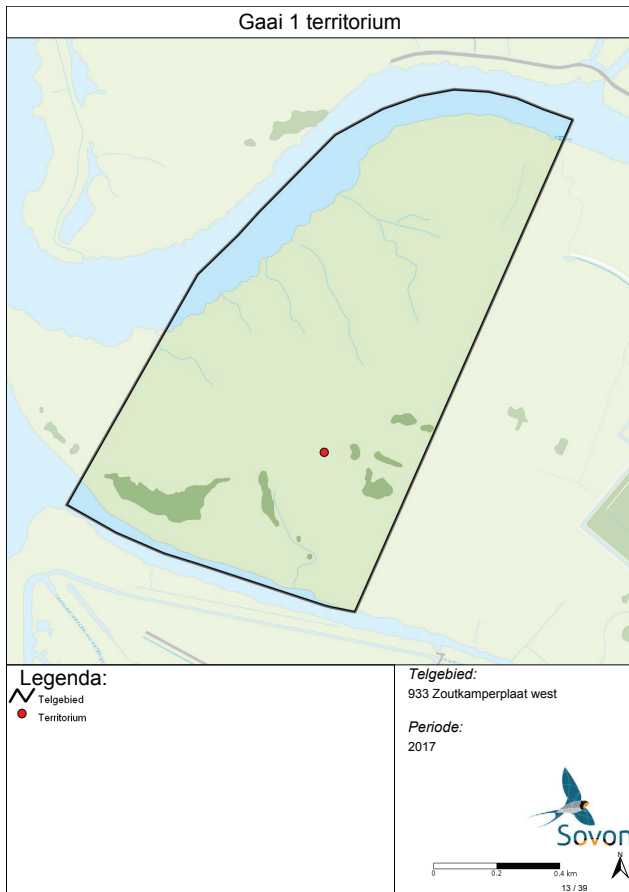 Gaai 1 territorium
Legenda:
Telgebied
Territorium
Telgebied:
933 Zoutkamperplaat west
Periode:
2017
Sovon
N
0 0.2 0.4 km
13 / 39